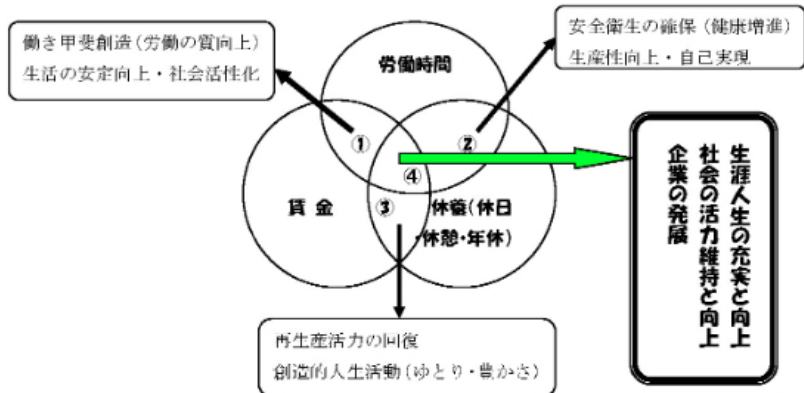 働き甲斐創造(労働の質向上)
生活の安定向上・社会活性化
安全衛生の確保(健康増進)
生産性向上・自己実現
労働時間
①
②
④
③
賃金
休養(休日
・休憩・年休)
生涯人生の充実と向上
社会の活力維持と向上
企業の発展
再生産活力の回復
創造的人生活動(ゆとり・豊かさ)